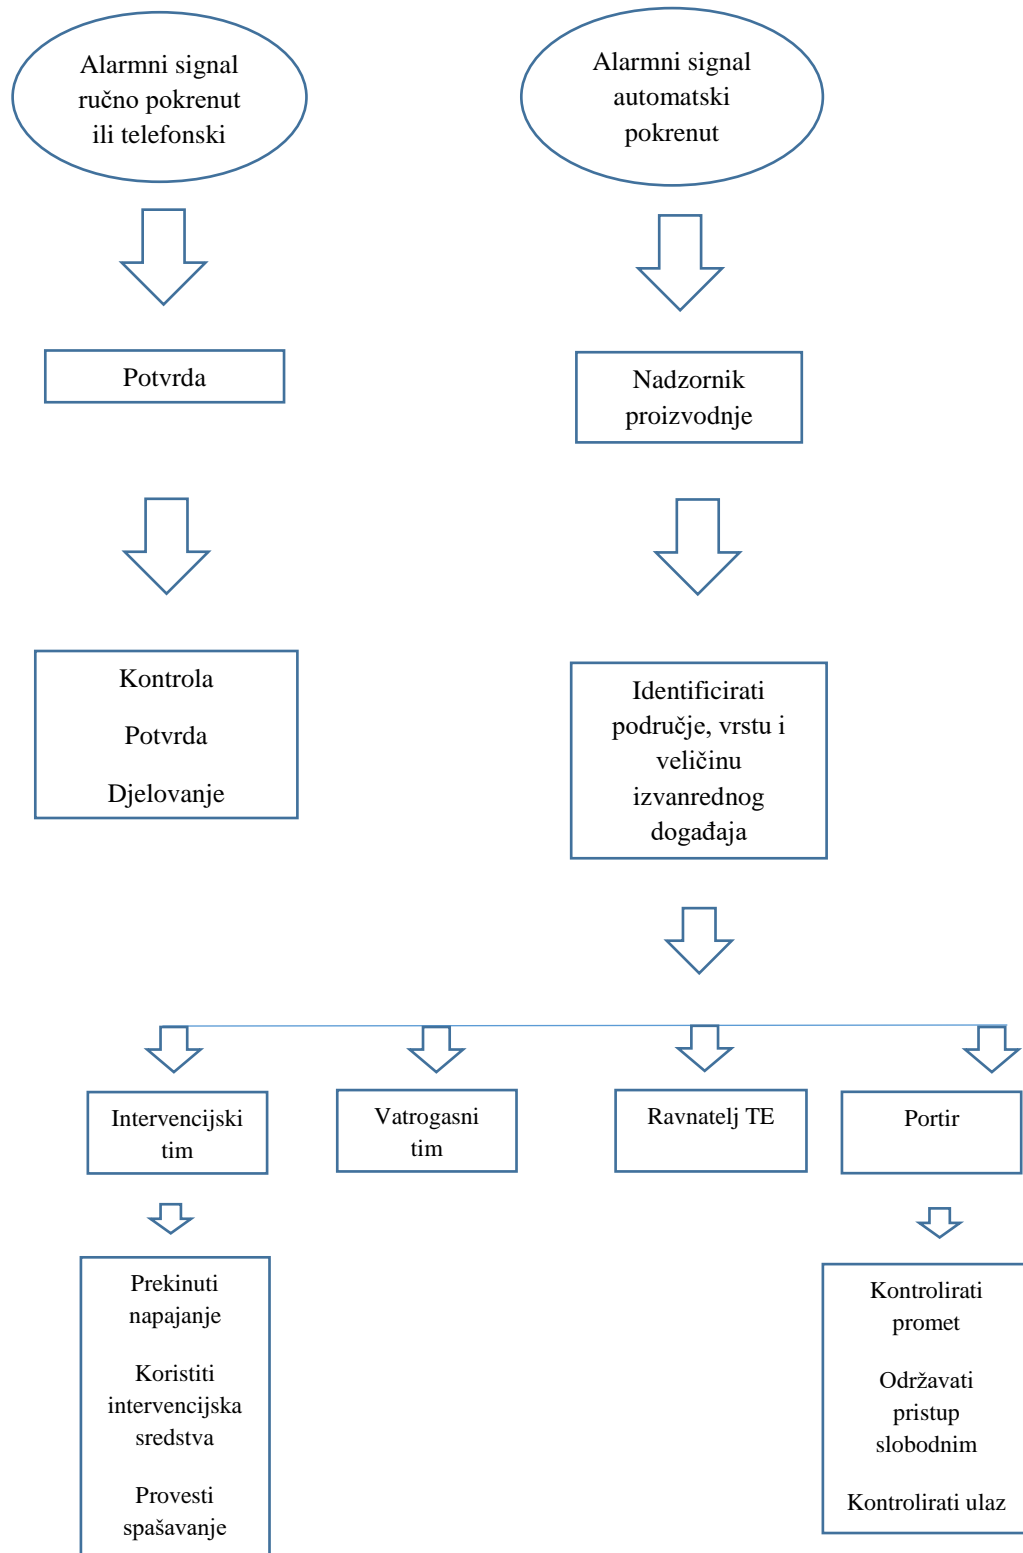 Alarmni signal
ručno pokrenut
ili telefonski
Alarmni signal
automatski
pokrenut
Potvrda
Nadzornik
proizvodnje
Kontrola
Potvrda
Djelovanje
Identificirati
područje, vrstu i
veličinu
izvanrednog
događaja
Intervencijski
tim
Vatrogasni
tim
Ravnatelj TE
Portir
Prekinuti
napajanje
Koristiti
intervencijska
sredstva
Provesti
spašavanje
Kontrolirati
promet
Održavati
pristup
slobodnim
Kontrolirati ulaz